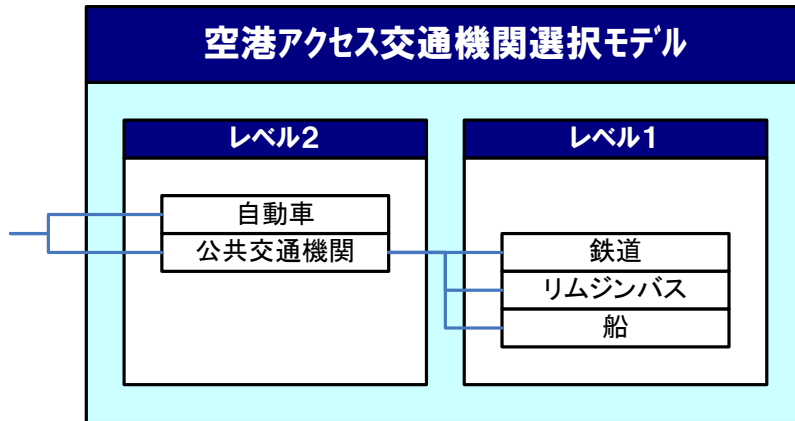 空港アクセス交通機関選択モデル
レベル2
レベル1
自動車
公共交通機関
鉄道
リムジンバス
船